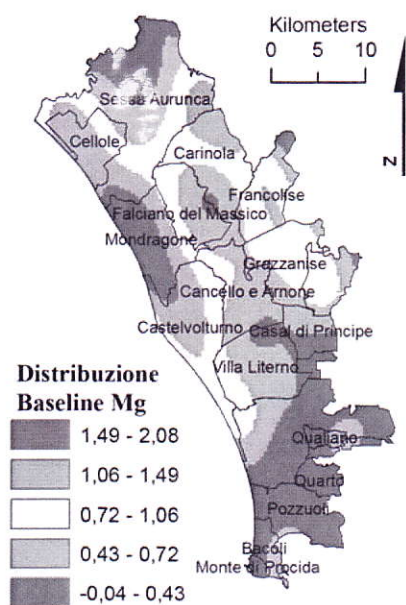 Kilometers
0 5 10
Sessa Aurunca
Cellole
Carinola
N
Francolise
Falciano del Massico
Mondragone
Grazzanise
Cancello e Arnone
Castelvolturno
Casal di Principe
Villa Literno
Distribuzione
Baseline Mg
1,49 - 2,08
1,06 - 1,49
0,72 - 1,06
0,43 - 0,72
-0,04 - 0,43
Qualiano
Quarto
Pozzuoli
Bacoli
Monte di Procida